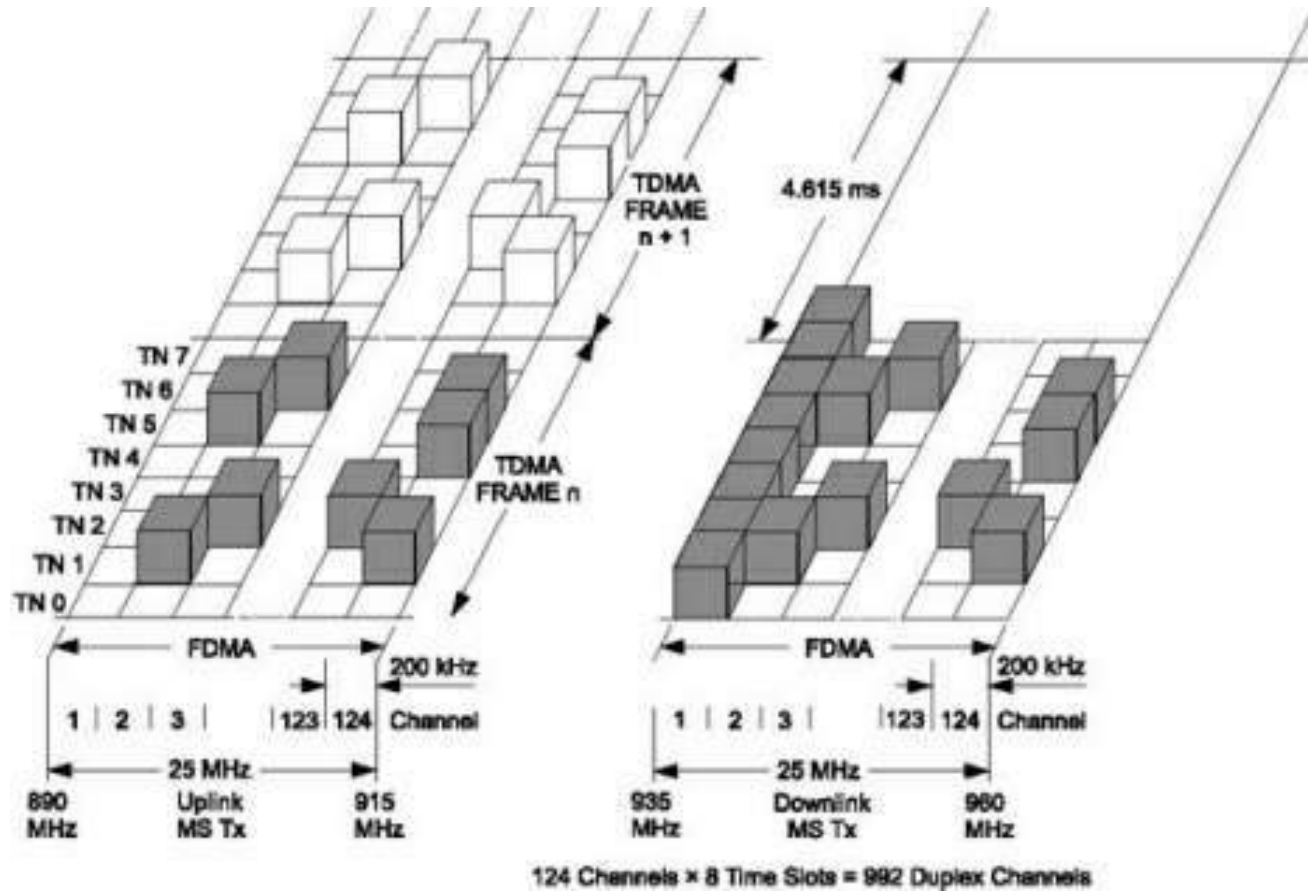 TDMA
FRAME
n + 1
4.615 ms
TN 7
TN 6
TN 5
TN 4
TN 3
TN 2
TN 1
TN 0
TDMA
FRAME n
FDMA
200 kHz
1 | 2 | 3 | | 123 | 124 | Channel
25 MHz
890 MHz
Uplink MS Tx
915 MHz
FDMA
200 kHz
1 | 2 | 3 | | 123 | 124 | Channel
25 MHz
935 MHz
Downlink MS Tx
960 MHz
124 Channels × 8 Time Slots = 992 Duplex Channels